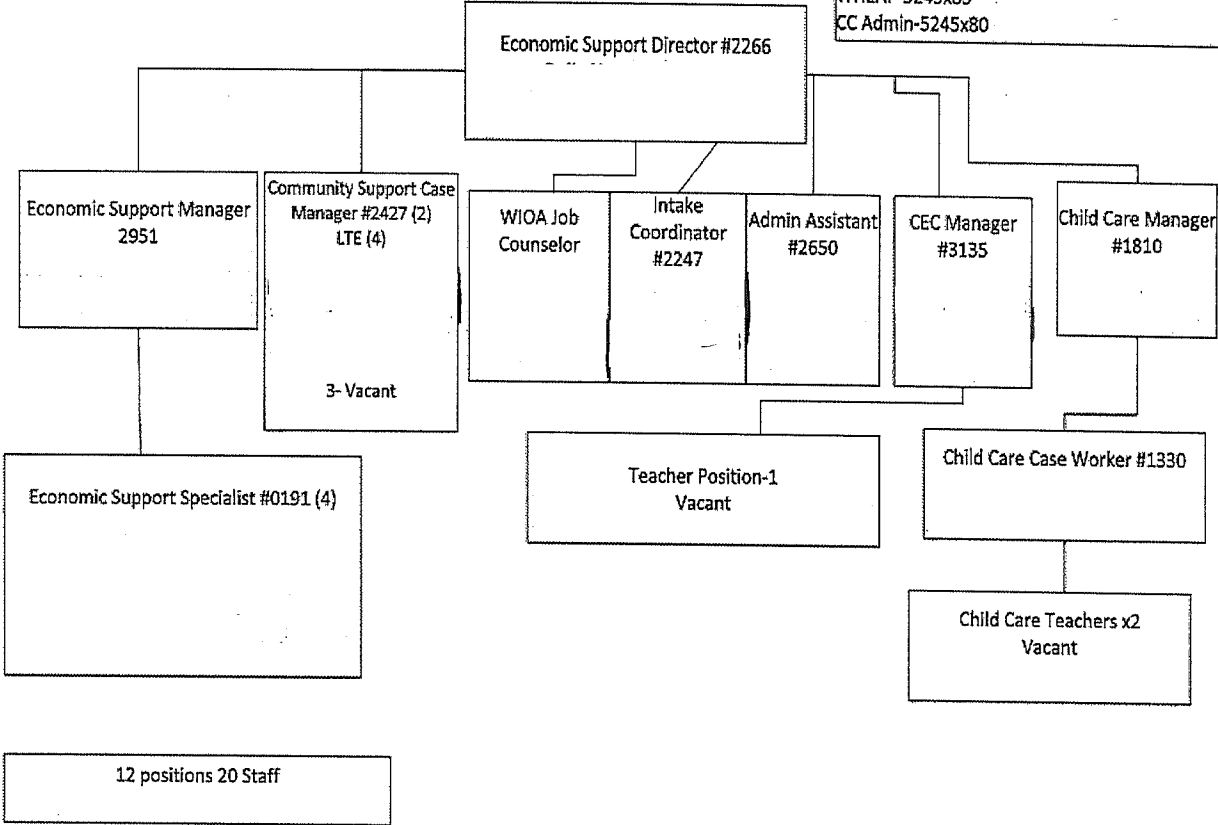 CC Admin-5245x80
Economic Support Director #2266
Economic Support Manager
2951
Community Support Case
Manager #2427 (2)
LTE (4)
3- Vacant
WIOA Job
Counselor
Intake
Coordinator
#2247
Admin Assistant
#2650
CEC Manager
#3135
Child Care Manager
#1810
Economic Support Specialist #0191 (4)
Teacher Position-1
Vacant
Child Care Case Worker #1330
Child Care Teachers x2
Vacant
12 positions 20 Staff